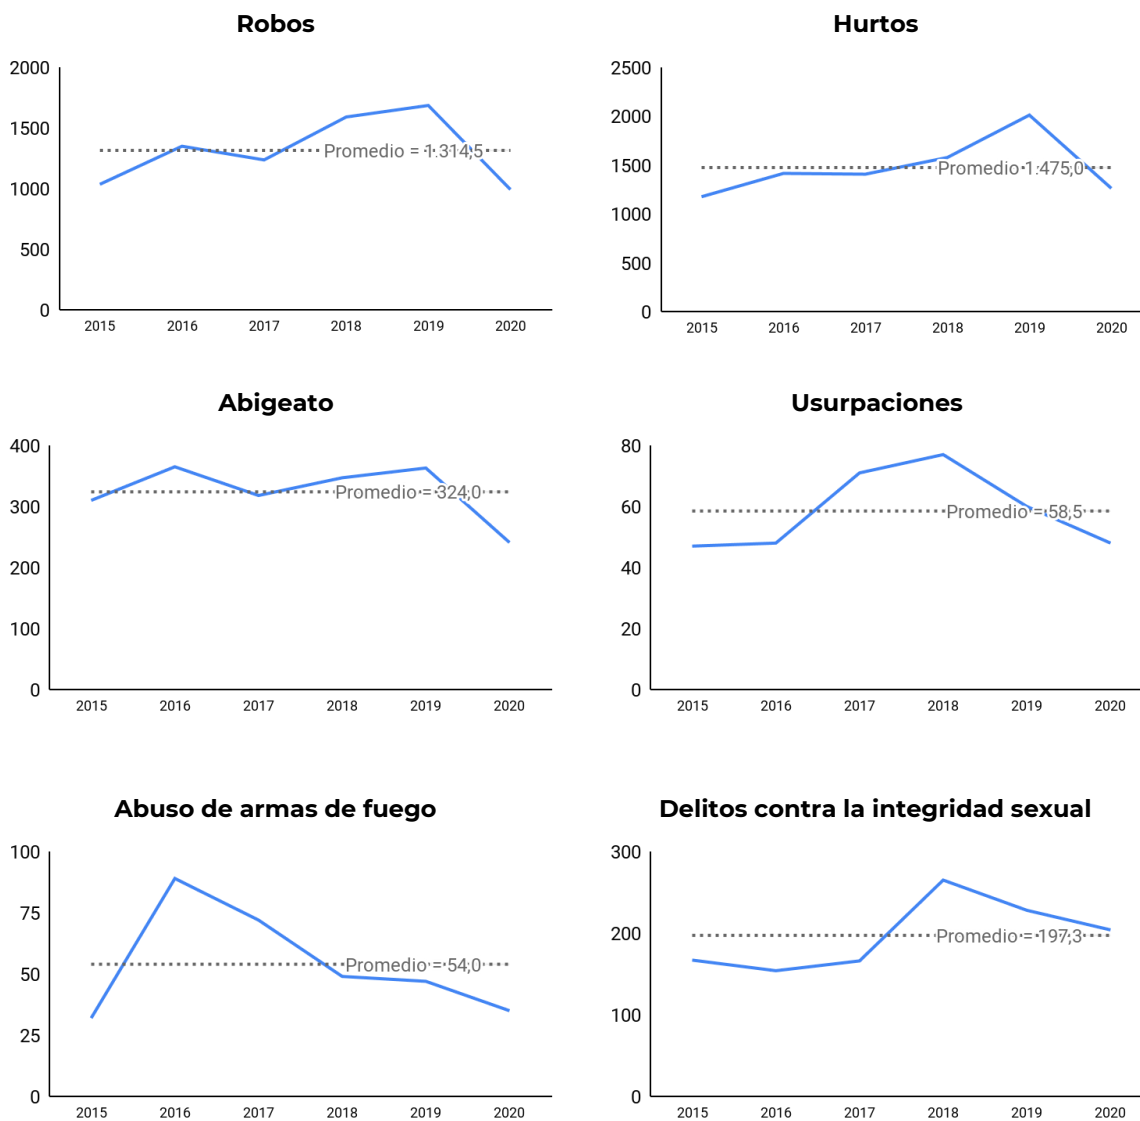 Robos
2000
1500
1000
500
0
Promedio = 1.314,5
2015 2016 2017 2018 2019 2020
Hurtos
2500
2000
1500
1000
500
0
Promedio 1.475,0
2015 2016 2017 2018 2019 2020
Abigeato
400
300
200
100
0
Promedio = 324,0
2015 2016 2017 2018 2019 2020
Usurpaciones
80
60
40
20
0
Promedio = 58,5
2015 2016 2017 2018 2019 2020
Abuso de armas de fuego
100
75
50
25
0
Promedio = 54,0
2015 2016 2017 2018 2019 2020
Delitos contra la integridad sexual
300
200
100
0
Promedio = 197,3
2015 2016 2017 2018 2019 2020